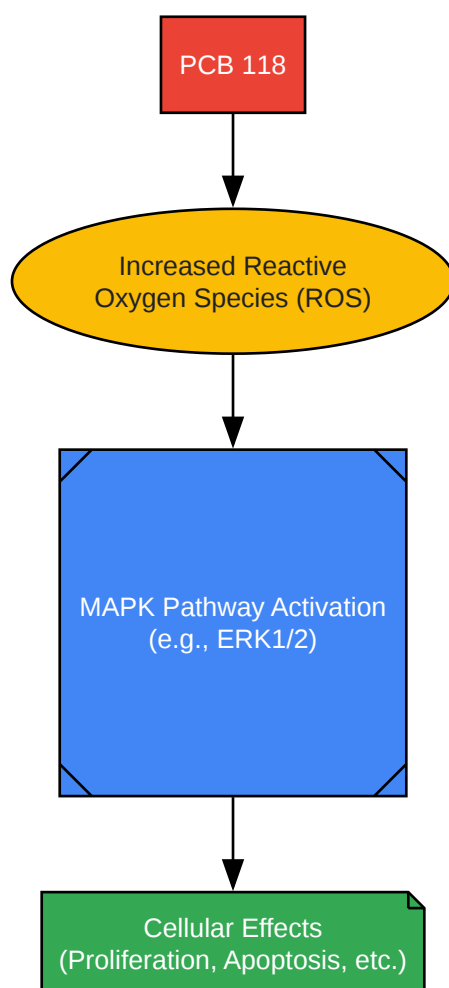 PCB 118
Increased Reactive
Oxygen Species (ROS)
MAPK Pathway Activation
(e.g., ERK1/2)
Cellular Effects
(Proliferation, Apoptosis, etc.)